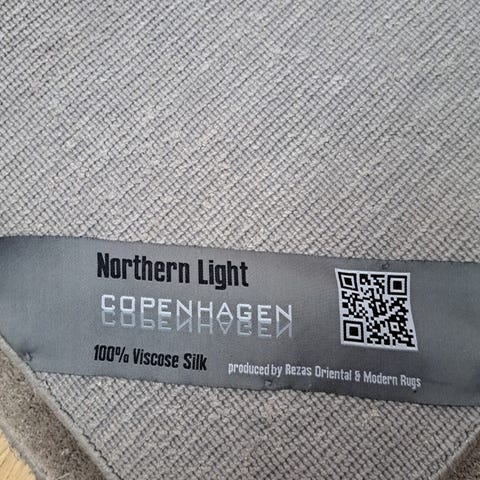 Northern Light
COPENHAGEN
100% Viscose Silk
produced by Rezas Oriental & Modern Rugs